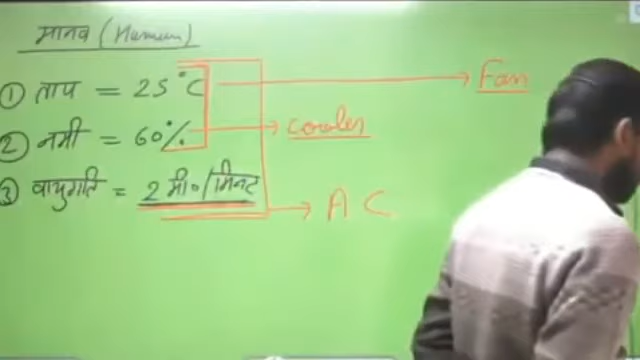 मानव (Human)
① ताप = 25°C → Fan
② नमी = 60% → cooler
③ वायुगति = 2 मी०/मिनट → AC